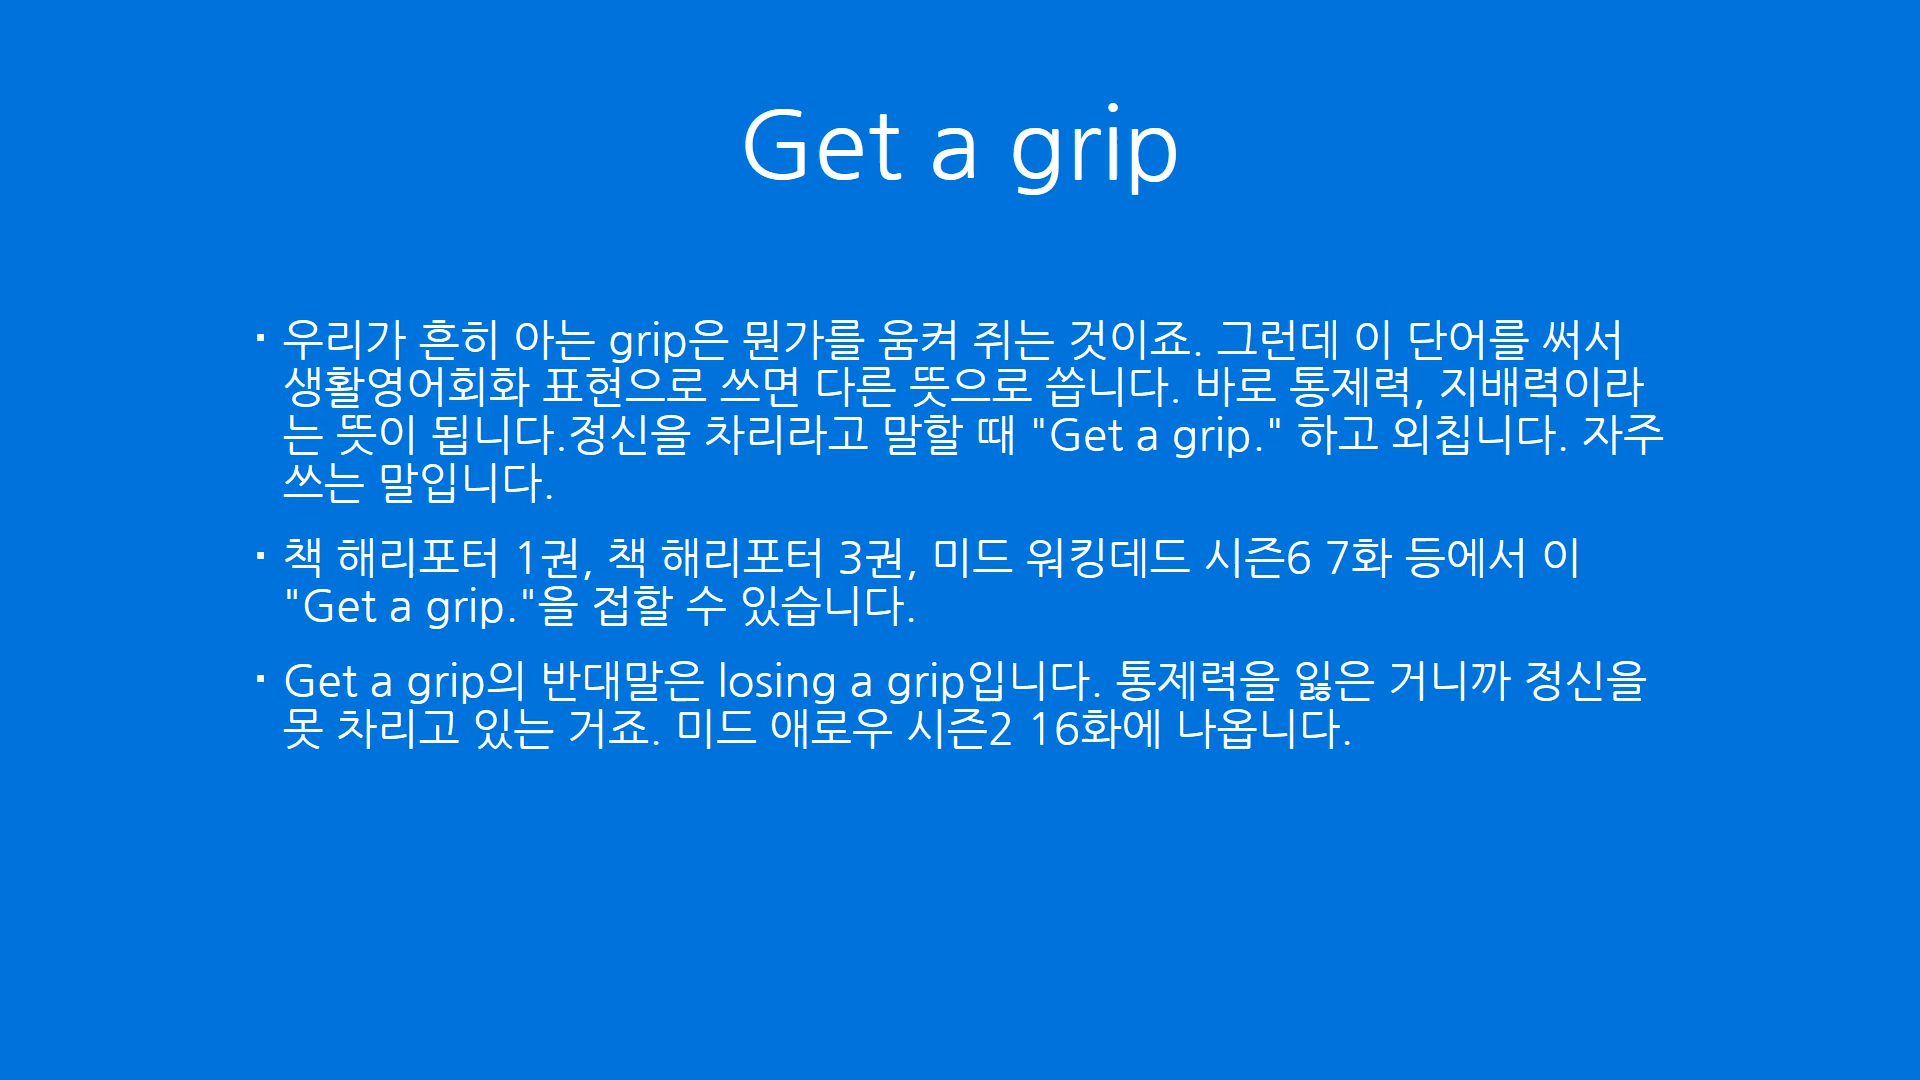 Get a grip
· 우리가 흔히 아는 grip은 뭔가를 움켜 쥐는 것이죠. 그런데 이 단어를 써서
생활영어회화 표현으로 쓰면 다른 뜻으로 씁니다. 바로 통제력, 지배력이라
는 뜻이 됩니다.정신을 차리라고 말할 때 "Get a grip." 하고 외칩니다. 자주
쓰는 말입니다.
· 책 해리포터 1권, 책 해리포터 3권, 미드 워킹데드 시즌6 7화 등에서 이
"Get a grip."을 접할 수 있습니다.
· Get a grip의 반대말은 losing a grip입니다. 통제력을 잃은 거니까 정신을
못 차리고 있는 거죠. 미드 애로우 시즌2 16화에 나옵니다.